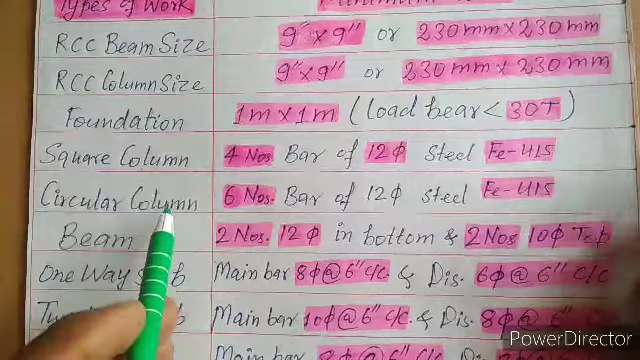 Types of Work
RCC Beam Size 9"x9" or 230mm x 230mm
RCC Column Size 9"x9" or 230mm x 230mm
Foundation 1m x 1m (load bear < 30T)
Square Column 4 Nos Bar of 12ϕ Steel Fe-415
Circular Column 6 Nos. Bar of 12ϕ steel Fe-415
Beam 2 Nos. 12ϕ in bottom & 2 Nos 10ϕ Top
One Way Main bar 8ϕ@6" c/c & Dis. 6ϕ@6" c/c
Main bar 10ϕ@6" c/c. & Dis. 8ϕ@6"
Main bar
PowerDirector